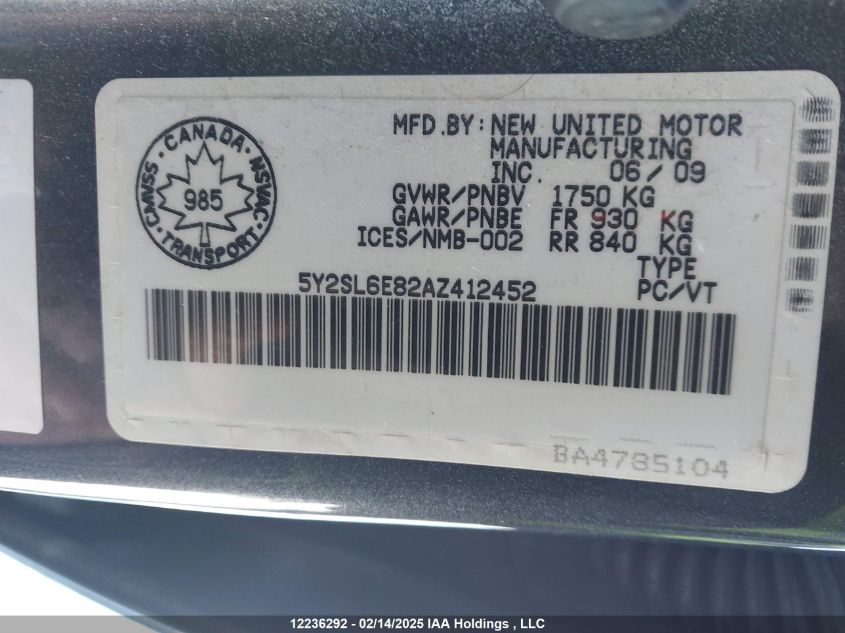 MFD.BY: NEW UNITED MOTOR
MANUFACTURING
INC. 06/09
GVWR/PNBV 1750 KG
GAWR/PNBE FR 930 KG
ICES/NMB-002 RR 840 KG
TYPE
5Y2SL6E82AZ412452 PC/VT
CANADA · NSVAC · TRANSPORT · CMVSS
985
BA4785104
12236292 - 02/14/2025 IAA Holdings , LLC